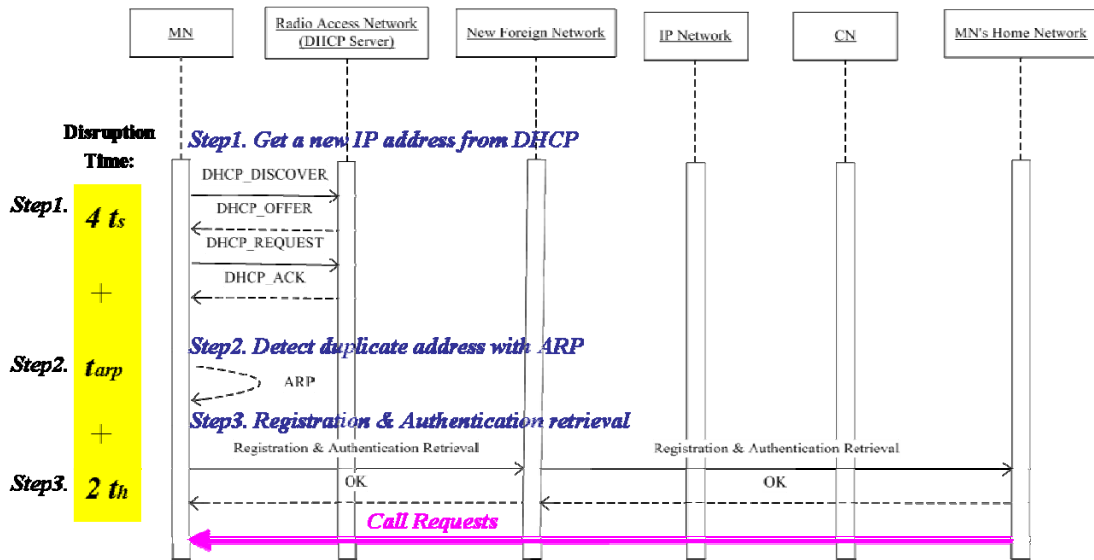 MN
Radio Access Network
(DHCP Server)
New Foreign Network
IP Network
CN
MN's Home Network
Disruption
Time:
Step1. Get a new IP address from DHCP
DHCP_DISCOVER
Step1.
4 ts
DHCP_OFFER
DHCP_REQUEST
DHCP_ACK
+
Step2. Detect duplicate address with ARP
Step2.
tarp
ARP
Step3. Registration & Authentication retrieval
+
Registration & Authentication Retrieval
Registration & Authentication Retrieval
Step3.
2 th
OK
OK
Call Requests